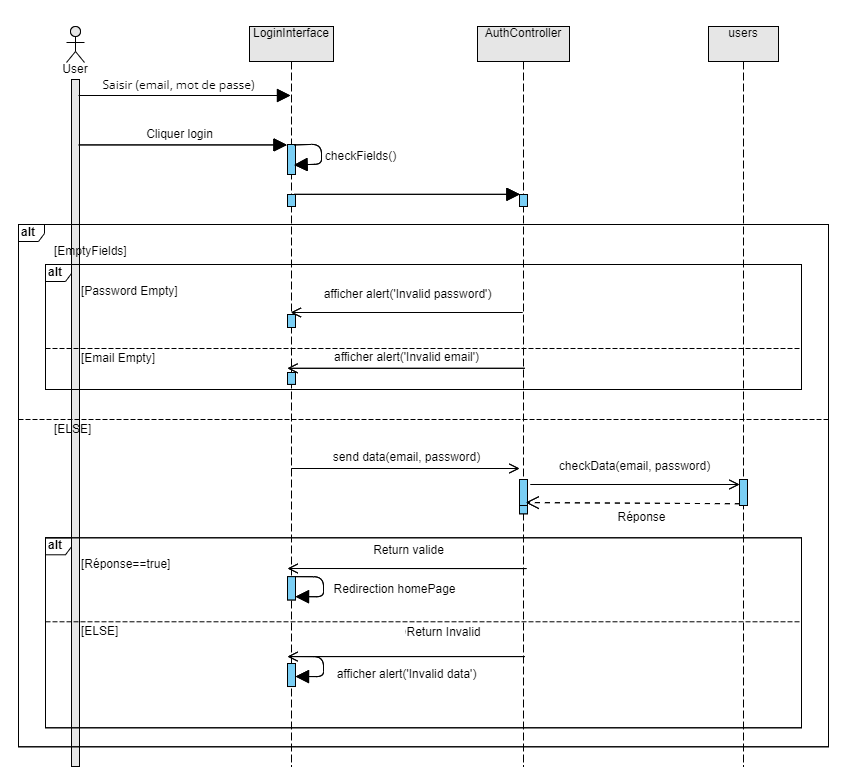 LoginInterface
AuthController
users
User
Saisir (email, mot de passe)
Cliquer login
checkFields()
alt
[EmptyFields]
alt
[Password Empty]
afficher alert('Invalid password')
[Email Empty]
afficher alert('Invalid email')
[ELSE]
send data(email, password)
checkData(email, password)
Réponse
alt
Return valide
[Réponse==true]
Redirection homePage
[ELSE]
Return Invalid
afficher alert('Invalid data')